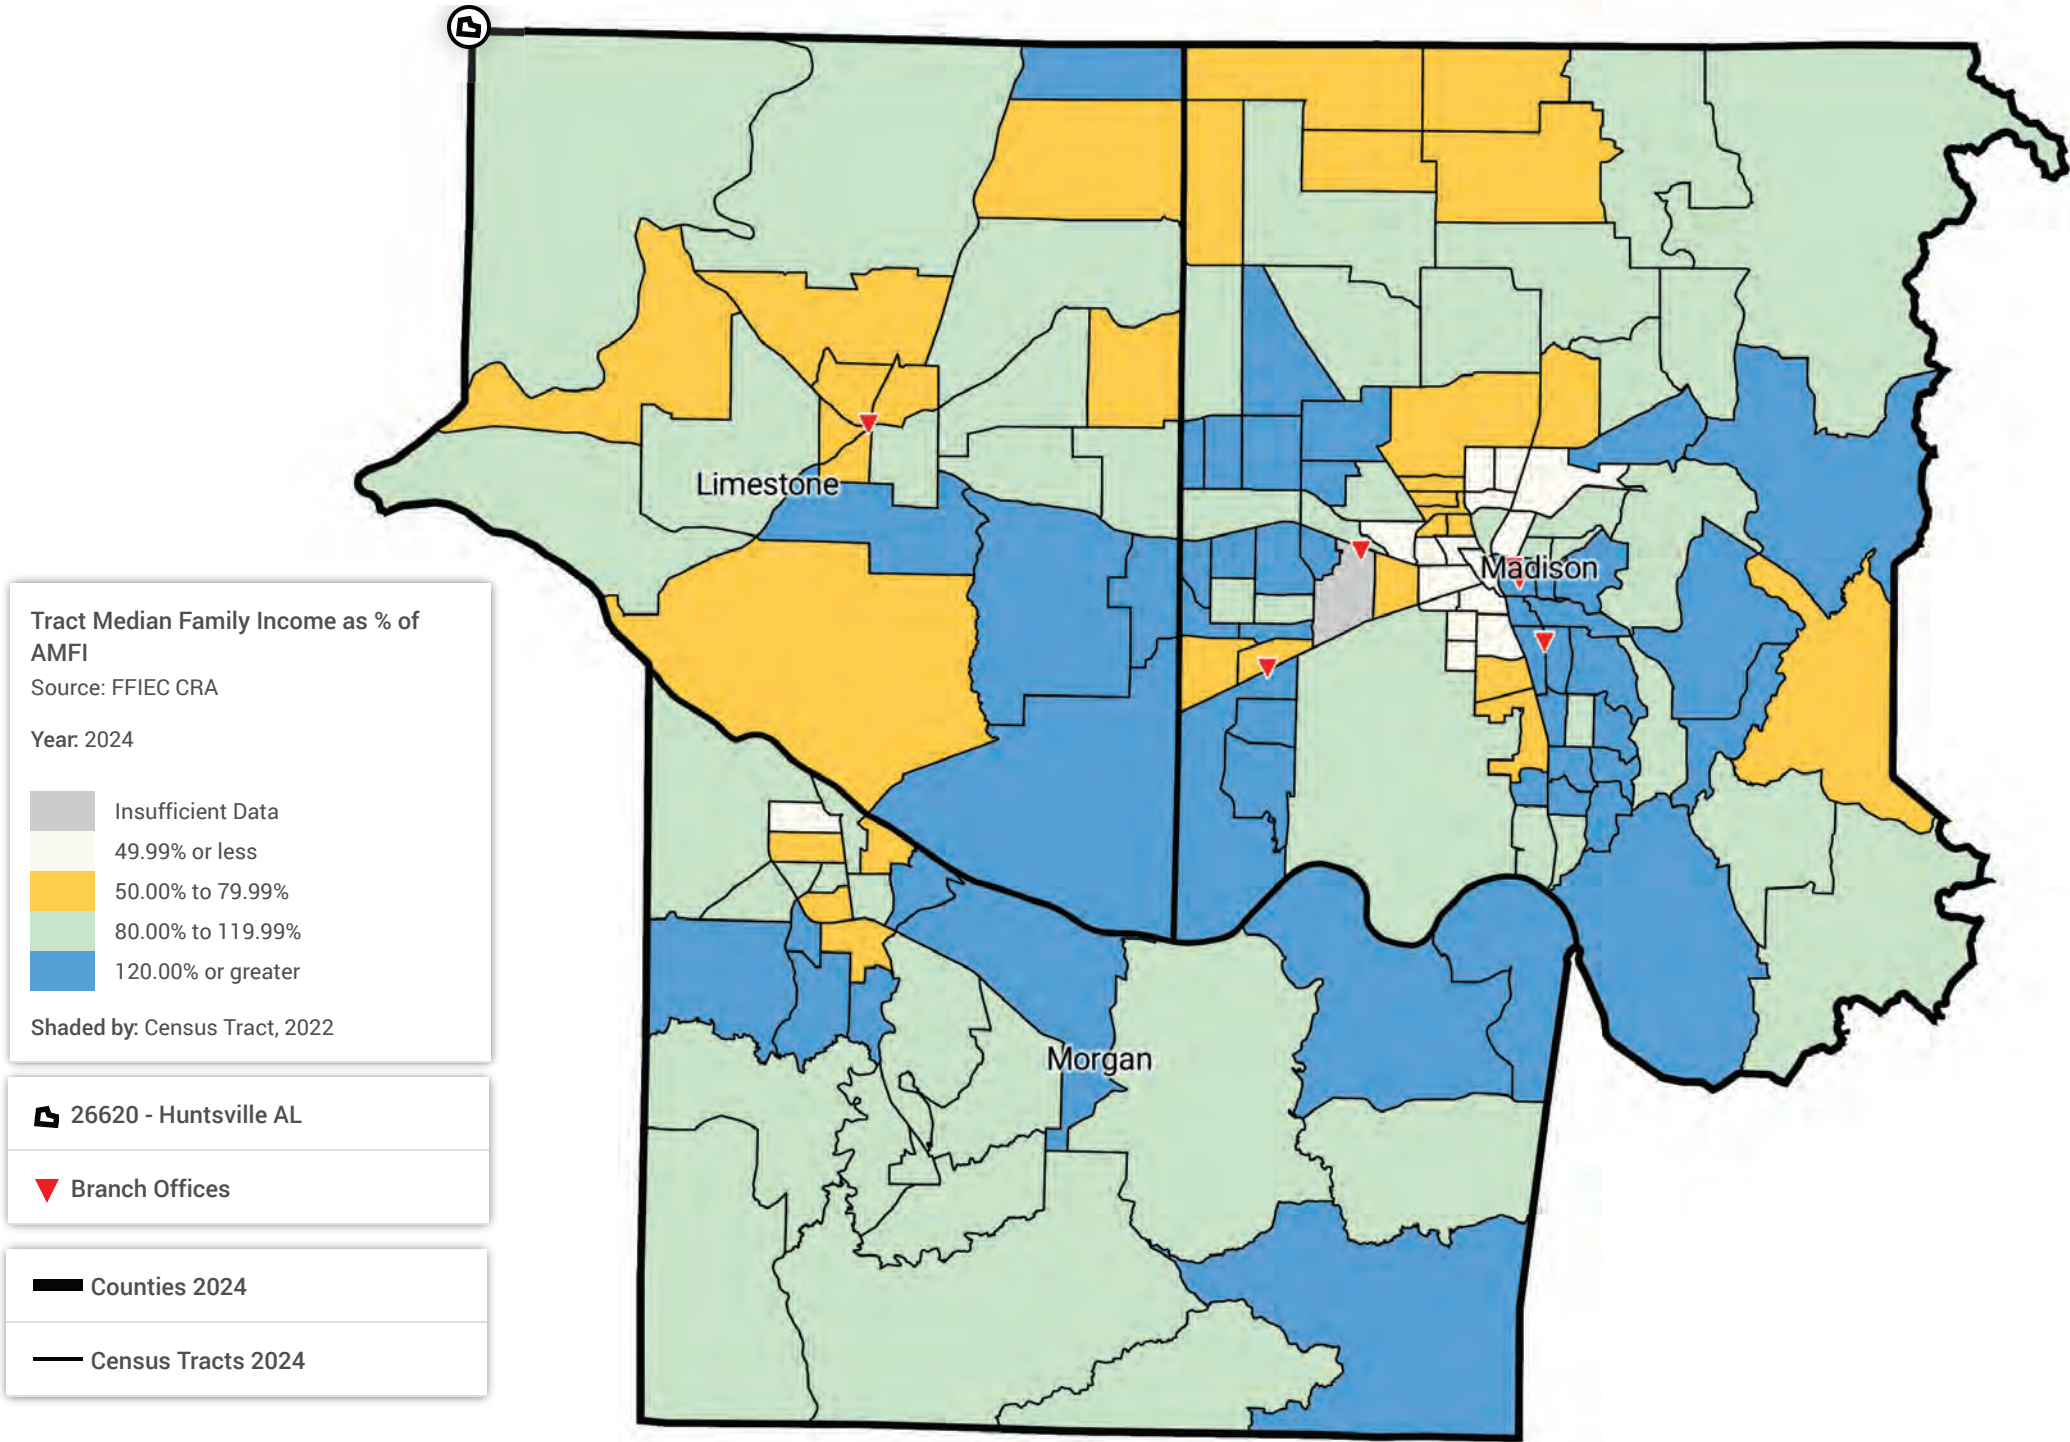 Tract Median Family Income as % of
AMFI
Source: FFIEC CRA
Year: 2024
Insufficient Data
49.99% or less
50.00% to 79.99%
80.00% to 119.99%
120.00% or greater
Shaded by: Census Tract, 2022
26620 - Huntsville AL
Branch Offices
Counties 2024
Census Tracts 2024
Limestone
Madison
Morgan